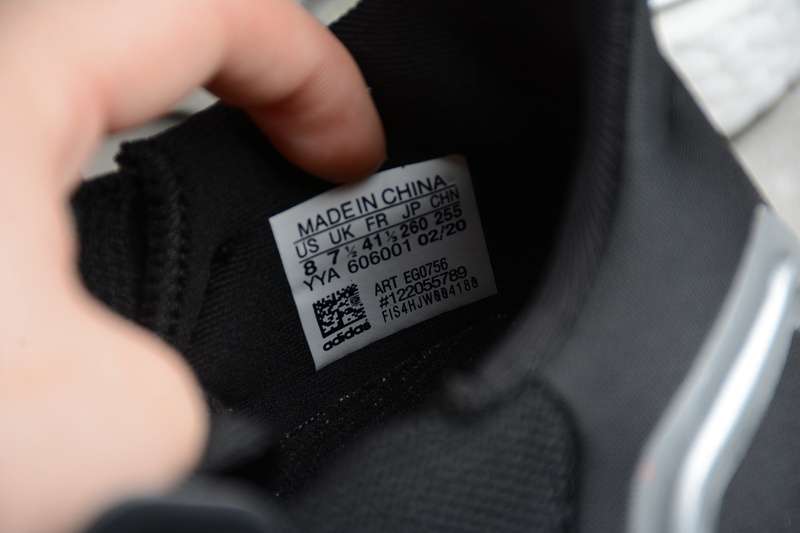 MADE IN CHINA
US UK FR JP CHN
8 7½ 41⅓ 260 255
YYA 606001 02/20
ART EG0756
#122055789
FIS4HJW004180
adidas